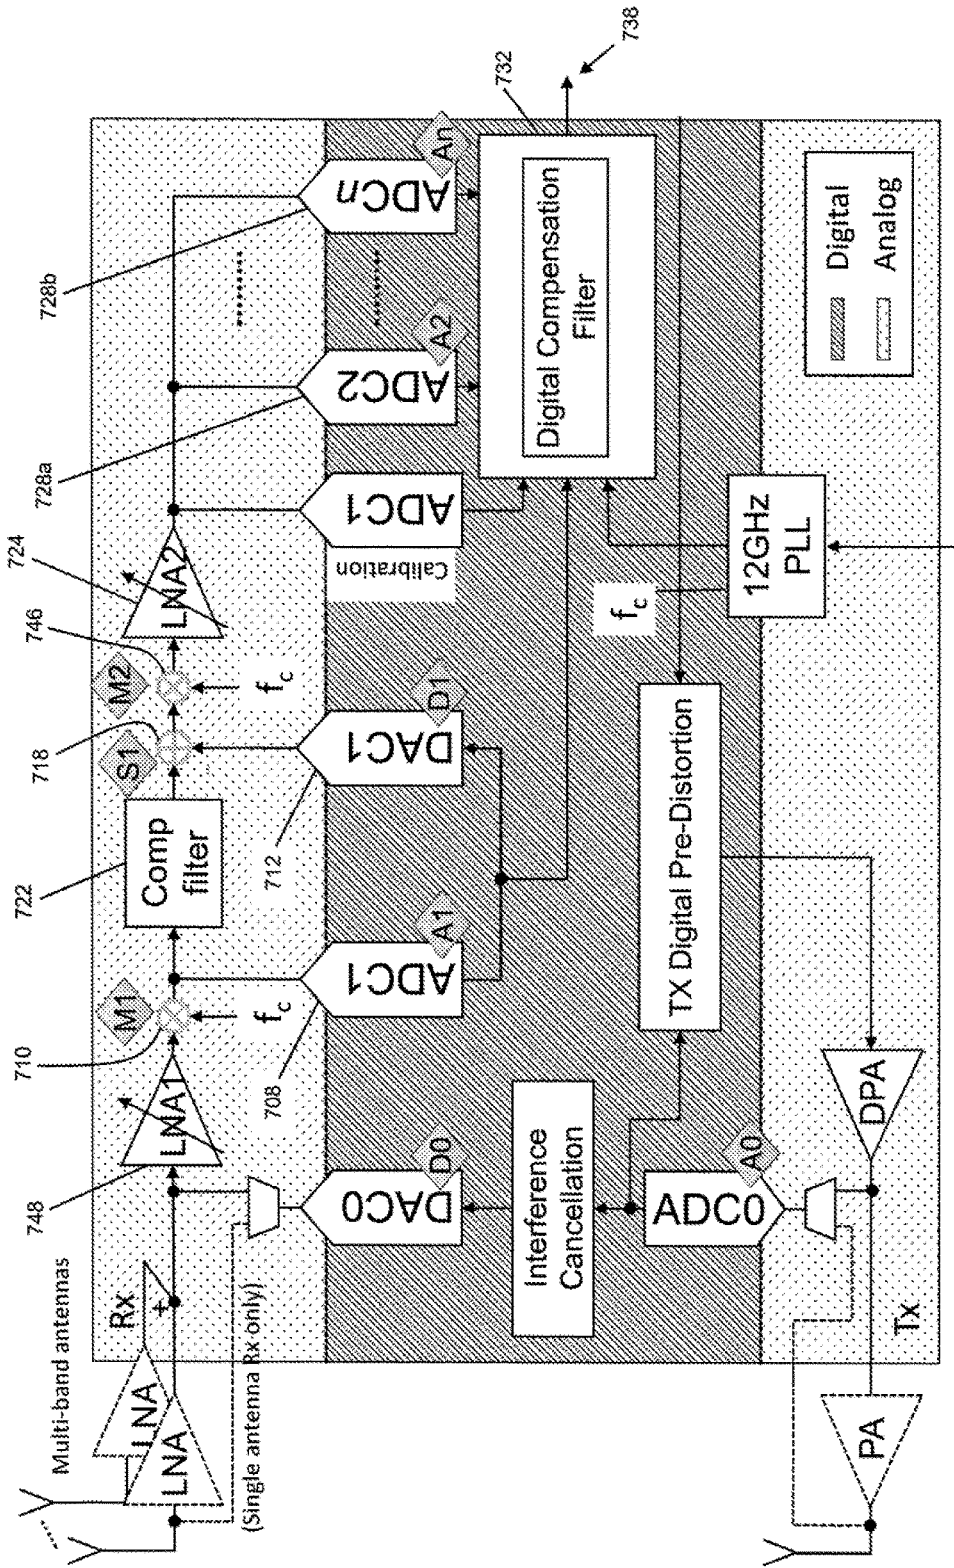 Multi-band antennas
748
710
722
718
746
724
728a
728b
732
738
LNA
LNA
Rx
+
LNA1
M1
Comp
filter
S1
M2
LNA2
(Single antenna Rx only)
f_c
f_c
708
712
DAC0
D0
ADC1
A1
DAC1
D1
Calibration
ADC1
ADC2
A2
ADCn
An
........
........
Interference
Cancellation
f_c
Digital Compensation
Filter
ADC0
A0
TX Digital Pre-Distortion
12GHz
PLL
Tx
PA
DPA
Digital
Analog